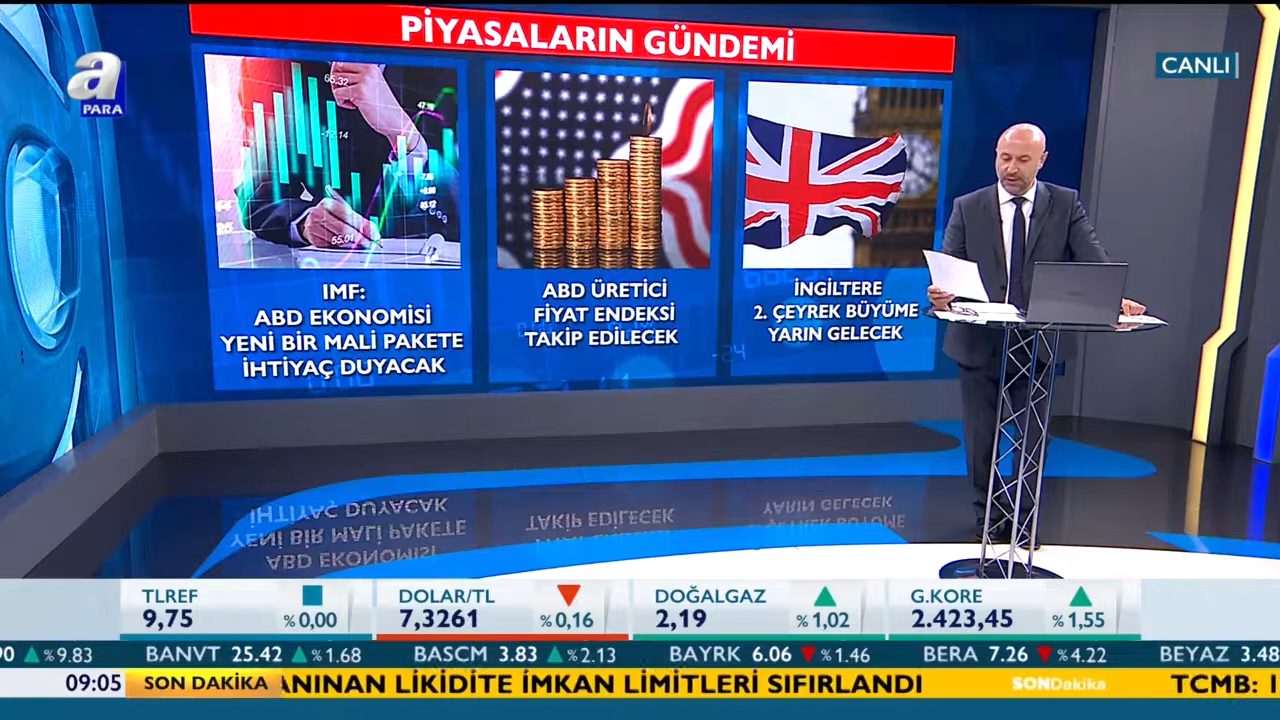 PİYASALARIN GÜNDEMİ
a
PARA
CANLI
IMF:
ABD EKONOMİSİ
YENİ BİR MALİ PAKETE
İHTİYAÇ DUYACAK
ABD ÜRETİCİ
FİYAT ENDEKSİ
TAKİP EDİLECEK
İNGİLTERE
2. ÇEYREK BÜYÜME
YARIN GELECEK
TLREF
9,75 %0,00
DOLAR/TL
7,3261 %0,16
DOĞALGAZ
2,19 %1,02
G.KORE
2.423,45 %1,55
90 %9.83 BANVT 25.42 %1.68 BASCM 3.83 %2.13 BAYRK 6.06 %1.46 BERA 7.26 %4.22 BEYAZ 3.48
09:05 SON DAKİKA ANINAN LİKİDİTE İMKAN LİMİTLERİ SIFIRLANDI SONDakika TCMB: